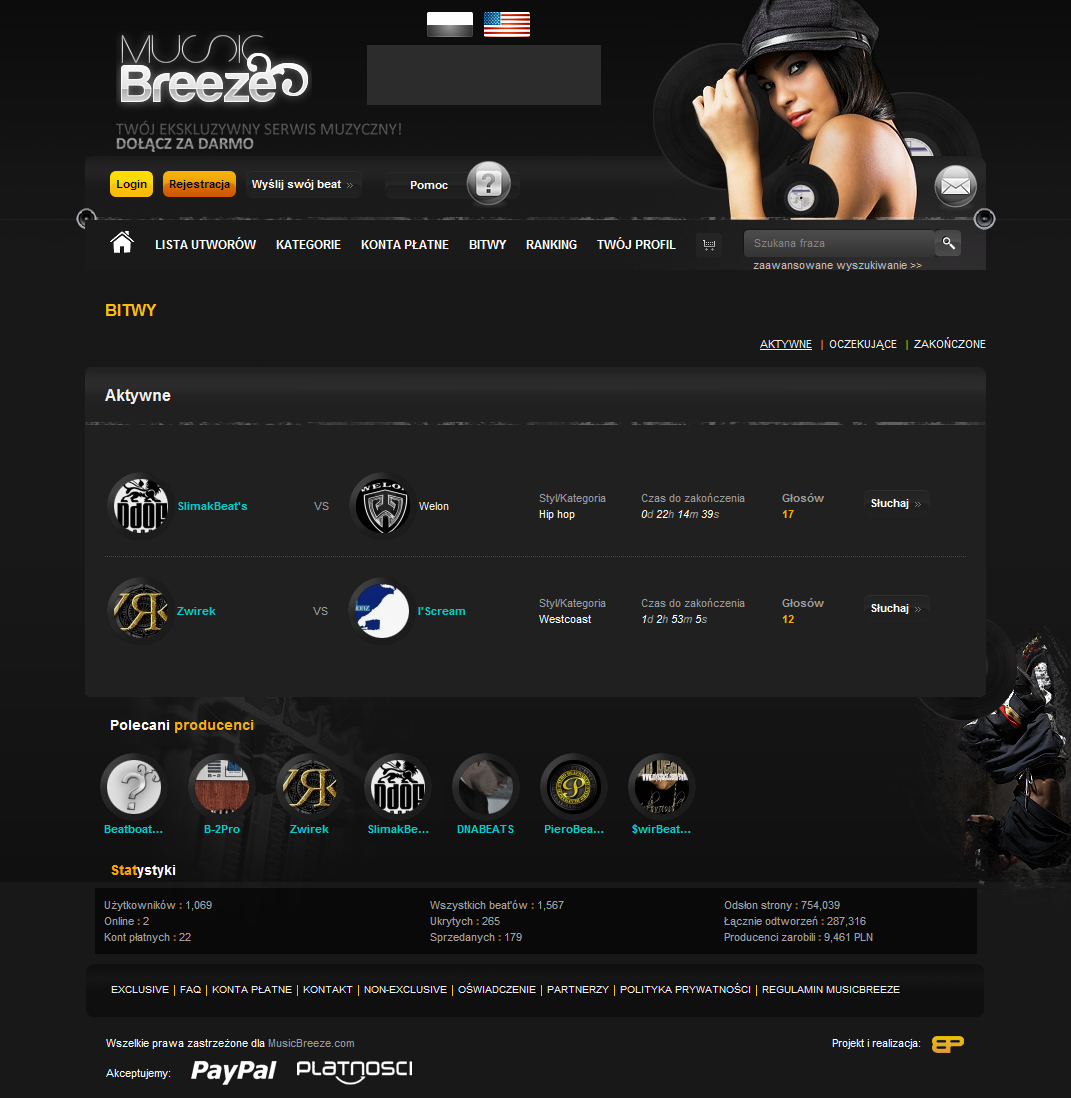 MUSIC
Breeze
TWÓJ EKSKLUZYWNY SERWIS MUZYCZNY!
DOŁĄCZ ZA DARMO
Login Rejestracja Wyślij swój beat » Pomoc ?
LISTA UTWORÓW KATEGORIE KONTA PŁATNE BITWY RANKING TWÓJ PROFIL Szukana fraza
zaawansowane wyszukiwanie >>
BITWY
AKTYWNE | OCZEKUJĄCE | ZAKOŃCZONE
Aktywne
SlimakBeat's VS Welon
Styl/Kategoria Czas do zakończenia Głosów Słuchaj »
Hip hop 0d 22h 14m 39s 17
Zwirek VS I'Scream
Styl/Kategoria Czas do zakończenia Głosów Słuchaj »
Westcoast 1d 2h 53m 5s 12
Polecani producenci
Beatboat... B-2Pro Zwirek SlimakBe... DNABEATS PieroBea... $wirBeat...
Statystyki
Użytkowników : 1,069 Wszystkich beat'ów : 1,567 Odsłon strony : 754,039
Online : 2 Ukrytych : 265 Łącznie odtworzeń : 287,316
Kont płatnych : 22 Sprzedanych : 179 Producenci zarobili : 9,461 PLN
EXCLUSIVE | FAQ | KONTA PŁATNE | KONTAKT | NON-EXCLUSIVE | OŚWIADCZENIE | PARTNERZY | POLITYKA PRYWATNOŚCI | REGULAMIN MUSICBREEZE
Wszelkie prawa zastrzeżone dla MusicBreeze.com Projekt i realizacja: BP
Akceptujemy: PayPal PLATNOSCI